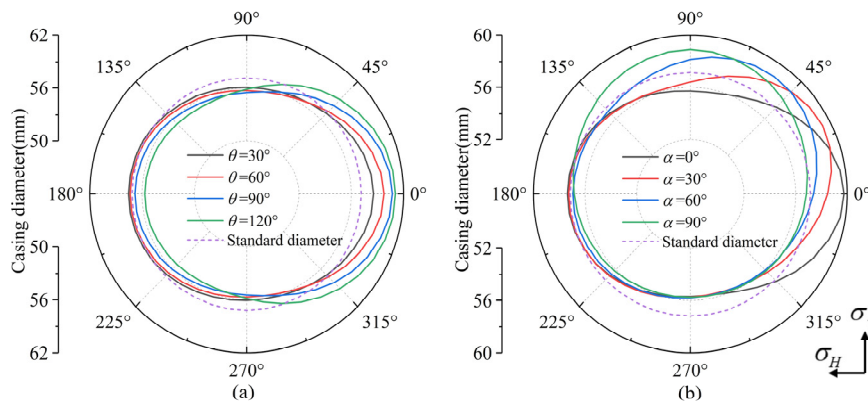 90°
62
135°
45°
56
50
θ=30°
θ=60°
θ=90°
θ=120°
Standard diameter
180°
0°
Casing diameter(mm)
50
56
225°
315°
62
270°
(a)
90°
60
135°
45°
56
52
α=0°
α=30°
α=60°
α=90°
Standard diameter
180°
0°
Casing diameter(mm)
52
56
225°
315°
60
270°
(b)
σ
σH